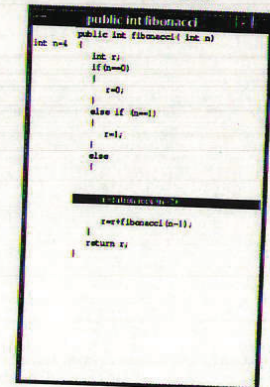 public int fibonacci
public int fibonacci( int n)
int n=4 {
int r;
if(n==0)
{
r=0;
}
else if (n==1)
{
r=1;
}
else
{
r=r+fibonacci(n-1);
}
return r;
}